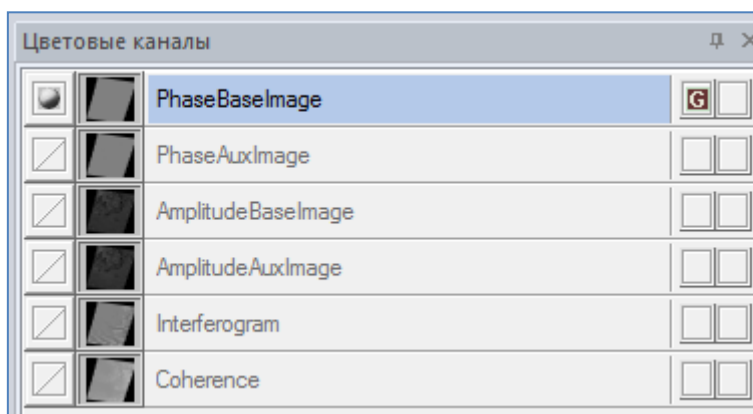 Цветовые каналы
PhaseBaseImage G
PhaseAuxImage
AmplitudeBaseImage
AmplitudeAuxImage
Interferogram
Coherence